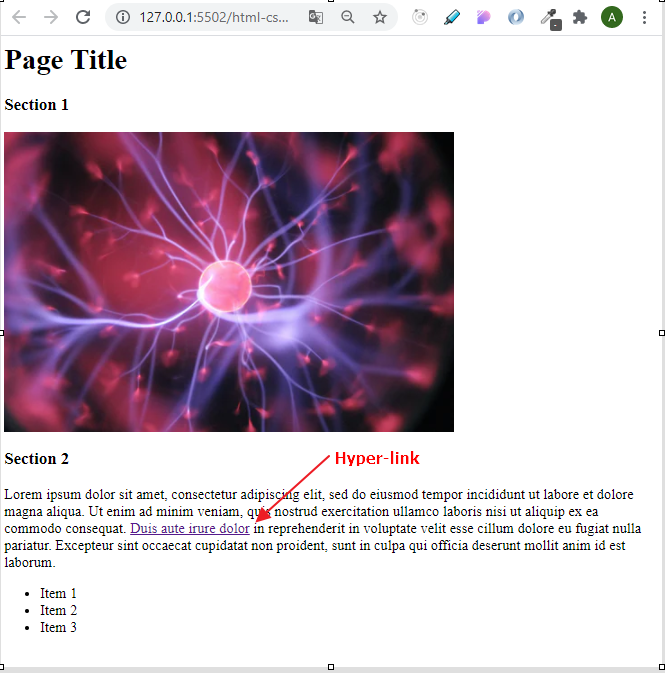 127.0.0.1:5502/html-cs...
A
Page Title
Section 1
Section 2
Hyper-link
Lorem ipsum dolor sit amet, consectetur adipiscing elit, sed do eiusmod tempor incididunt ut labore et dolore
magna aliqua. Ut enim ad minim veniam, quis nostrud exercitation ullamco laboris nisi ut aliquip ex ea
commodo consequat. Duis aute irure dolor in reprehenderit in voluptate velit esse cillum dolore eu fugiat nulla
pariatur. Excepteur sint occaecat cupidatat non proident, sunt in culpa qui officia deserunt mollit anim id est
laborum.
Item 1
Item 2
Item 3